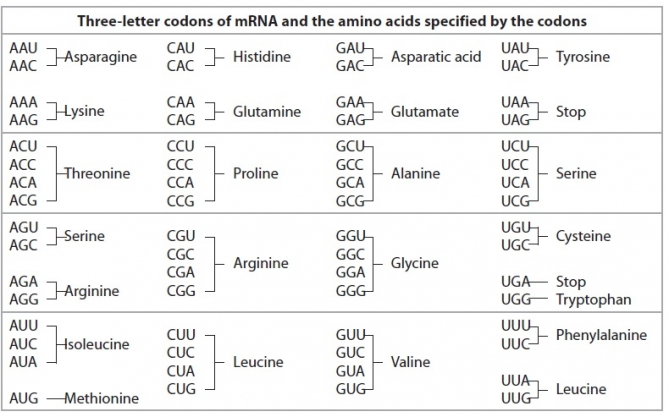 Three-letter codons of mRNA and the amino acids specified by the codons
AAU AAC Asparagine CAU CAC Histidine GAU GAC Asparatic acid UAU UAC Tyrosine
AAA AAG Lysine CAA CAG Glutamine GAA GAG Glutamate UAA UAG Stop
ACU ACC ACA ACG Threonine CCU CCC CCA CCG Proline GCU GCC GCA GCG Alanine UCU UCC UCA UCG Serine
AGU AGC Serine CGU CGC CGA CGG Arginine GGU GGC GGA GGG Glycine UGU UGC Cysteine
AGA AGG Arginine UGA Stop
UGG Tryptophan
AUU AUC AUA Isoleucine CUU CUC CUA CUG Leucine GUU GUC GUA GUG Valine UUU UUC Phenylalanine
AUG Methionine UUA UUG Leucine